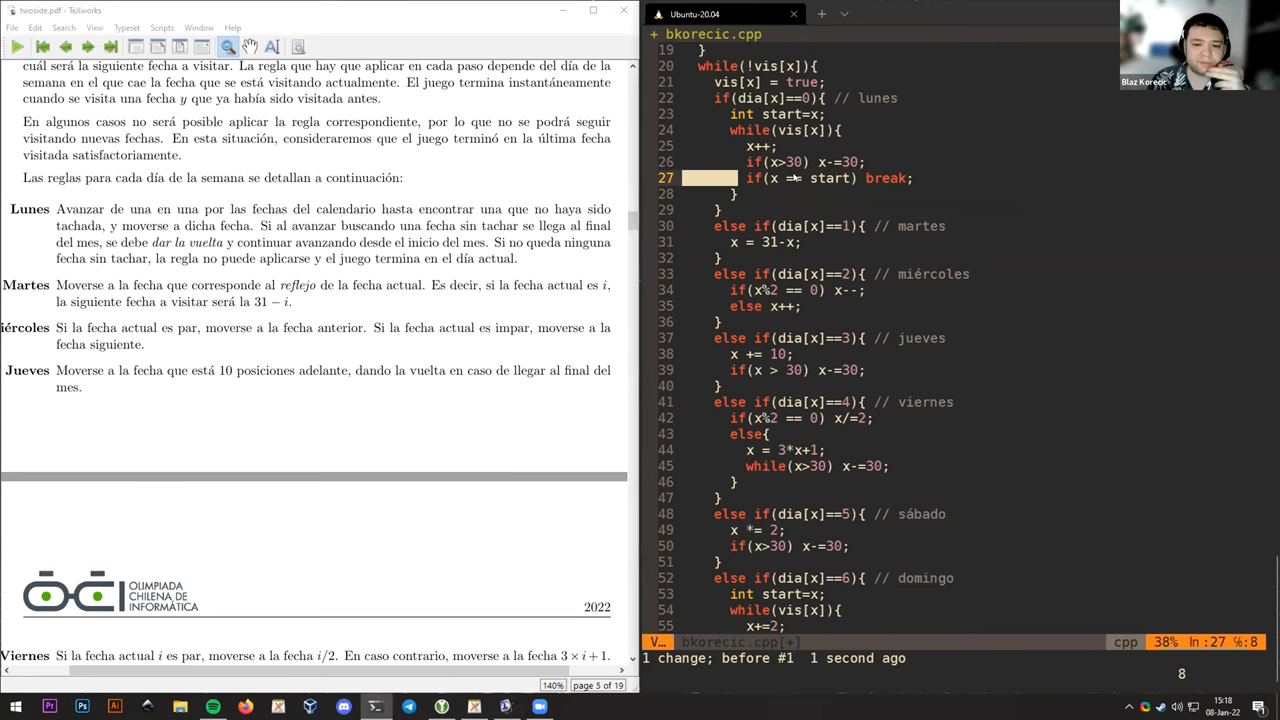 twoside.pdf - TeXworks
File Edit Search View Typeset Scripts Window Help
cuál será la siguiente fecha a visitar. La regla que hay que aplicar en cada paso depende del día de la
semana en el que cae la fecha que se está visitando actualmente. El juego termina instantáneamente
cuando se visita una fecha y que ya había sido visitada antes.
En algunos casos no será posible aplicar la regla correspondiente, por lo que no se podrá seguir
visitando nuevas fechas. En esta situación, consideraremos que el juego terminó en la última fecha
visitada satisfactoriamente.
Las reglas para cada día de la semana se detallan a continuación:
Lunes Avanzar de una en una por las fechas del calendario hasta encontrar una que no haya sido
tachada, y moverse a dicha fecha. Si al avanzar buscando una fecha sin tachar se llega al final
del mes, se debe dar la vuelta y continuar avanzando desde el inicio del mes. Si no queda ninguna
fecha sin tachar, la regla no puede aplicarse y el juego termina en el día actual.
Martes Moverse a la fecha que corresponde al reflejo de la fecha actual. Es decir, si la fecha actual es i,
la siguiente fecha a visitar será la 31 − i.
iércoles Si la fecha actual es par, moverse a la fecha anterior. Si la fecha actual es impar, moverse a la
fecha siguiente.
Jueves Moverse a la fecha que está 10 posiciones adelante, dando la vuelta en caso de llegar al final del
mes.
OLIMPIADA
CHILENA DE
INFORMÁTICA
2022
Viernes Si la fecha actual i es par, moverse a la fecha i/2. En caso contrario, moverse a la fecha 3 × i + 1.
140% page 5 of 19
Ubuntu-20.04
+ bkorecic.cpp
19 }
20 while(!vis[x]){
21 vis[x] = true;
22 if(dia[x]==0){ // lunes
23 int start=x;
24 while(vis[x]){
25 x++;
26 if(x>30) x-=30;
27 if(x == start) break;
28 }
29 }
30 else if(dia[x]==1){ // martes
31 x = 31-x;
32 }
33 else if(dia[x]==2){ // miércoles
34 if(x%2 == 0) x--;
35 else x++;
36 }
37 else if(dia[x]==3){ // jueves
38 x += 10;
39 if(x > 30) x-=30;
40 }
41 else if(dia[x]==4){ // viernes
42 if(x%2 == 0) x/=2;
43 else{
44 x = 3*x+1;
45 while(x>30) x-=30;
46 }
47 }
48 else if(dia[x]==5){ // sábado
49 x *= 2;
50 if(x>30) x-=30;
51 }
52 else if(dia[x]==6){ // domingo
53 int start=x;
54 while(vis[x]){
55 x+=2;
V… bkorecic.cpp[+] cpp 38% ln:27 ℅:8
1 change; before #1 1 second ago
8
Blaz Korecic
15:18
08-Jan-22